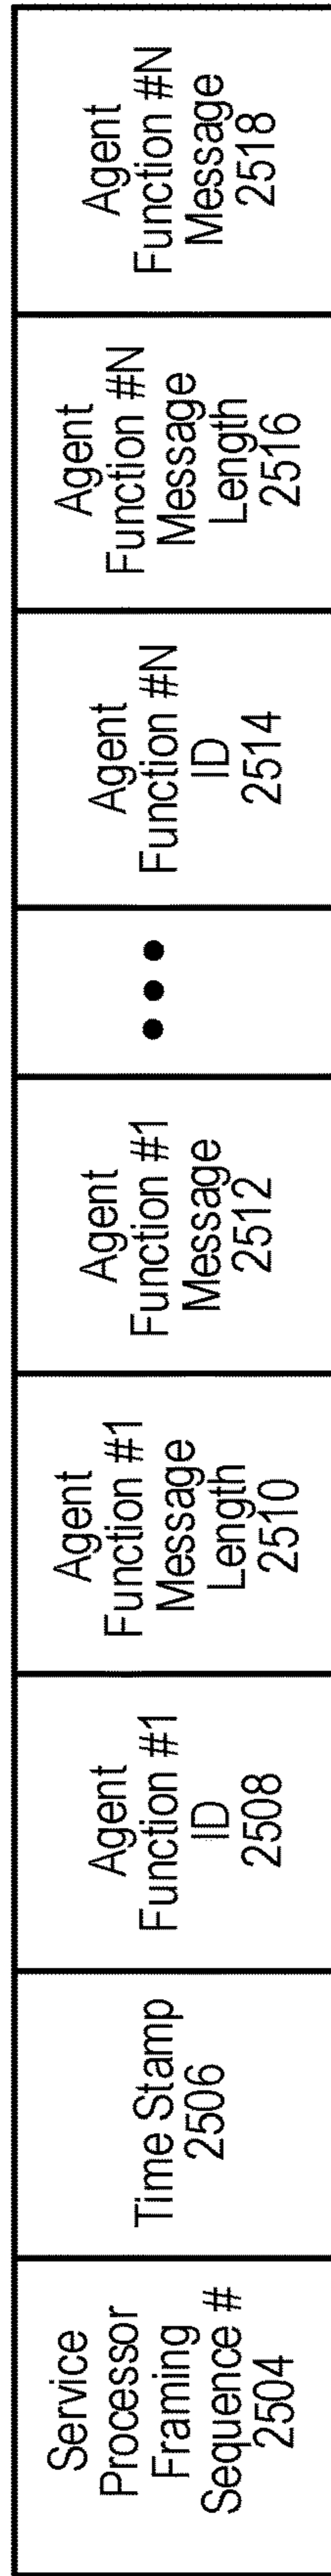 Service
Processor
Framing
Sequence #
2504
Time Stamp
2506
Agent
Function #1
ID
2508
Agent
Function #1
Message
Length
2510
Agent
Function #1
Message
2512
• • •
Agent
Function #N
ID
2514
Agent
Function #N
Message
Length
2516
Agent
Function #N
Message
2518